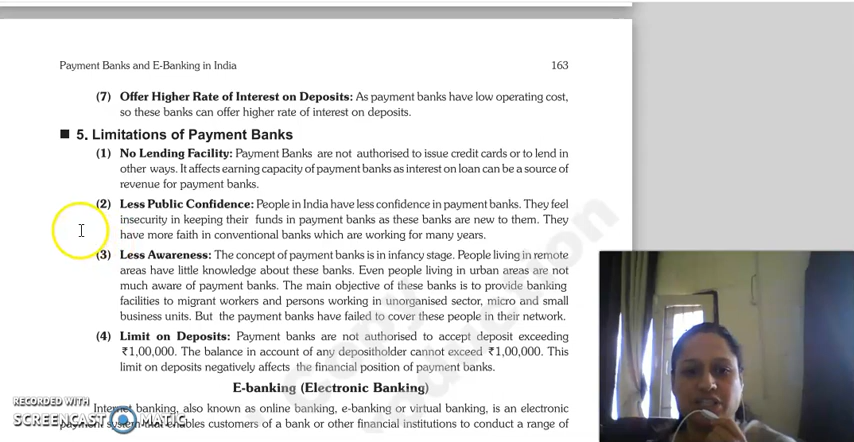 Payment Banks and E-Banking in India 163
(7) Offer Higher Rate of Interest on Deposits: As payment banks have low operating cost,
so these banks can offer higher rate of interest on deposits.
■ 5. Limitations of Payment Banks
(1) No Lending Facility: Payment Banks are not authorised to issue credit cards or to lend in
other ways. It affects earning capacity of payment banks as interest on loan can be a source of
revenue for payment banks.
(2) Less Public Confidence: People in India have less confidence in payment banks. They feel
insecurity in keeping their funds in payment banks as these banks are new to them. They
have more faith in conventional banks which are working for many years.
(3) Less Awareness: The concept of payment banks is in infancy stage. People living in remote
areas have little knowledge about these banks. Even people living in urban areas are not
much aware of payment banks. The main objective of these banks is to provide banking
facilities to migrant workers and persons working in unorganised sector, micro and small
business units. But the payment banks have failed to cover these people in their network.
(4) Limit on Deposits: Payment banks are not authorised to accept deposit exceeding
₹1,00,000. The balance in account of any depositholder cannot exceed ₹1,00,000. This
limit on deposits negatively affects the financial position of payment banks.
E-banking (Electronic Banking)
Internet banking, also known as online banking, e-banking or virtual banking, is an electronic
payment system that enables customers of a bank or other financial institutions to conduct a range of
RECORDED WITH
SCREENCAST MATIC